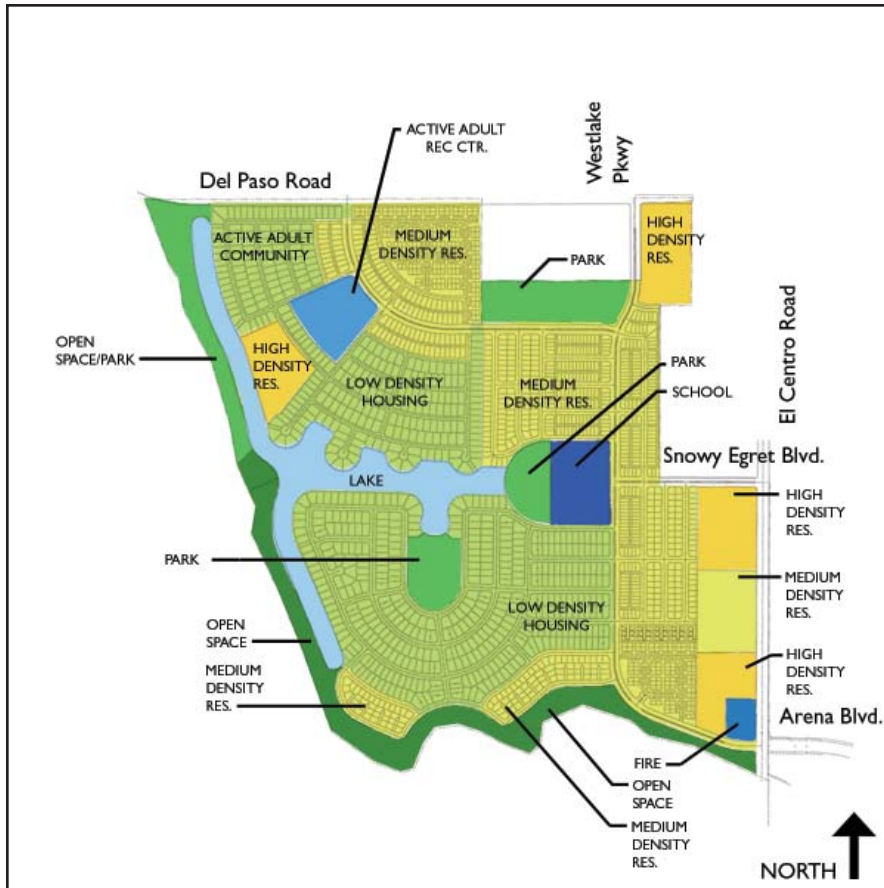 ACTIVE ADULT
REC CTR.
Westlake
Pkwy
Del Paso Road
ACTIVE ADULT
COMMUNITY
MEDIUM
DENSITY RES.
HIGH
DENSITY
RES.
PARK
OPEN
SPACE/PARK
HIGH
DENSITY
RES.
LOW DENSITY
HOUSING
MEDIUM
DENSITY RES.
PARK
SCHOOL
El Centro Road
Snowy Egret Blvd.
LAKE
HIGH
DENSITY
RES.
PARK
MEDIUM
DENSITY
RES.
LOW DENSITY
HOUSING
OPEN
SPACE
MEDIUM
DENSITY
RES.
HIGH
DENSITY
RES.
Arena Blvd.
FIRE
OPEN
SPACE
MEDIUM
DENSITY
RES.
NORTH